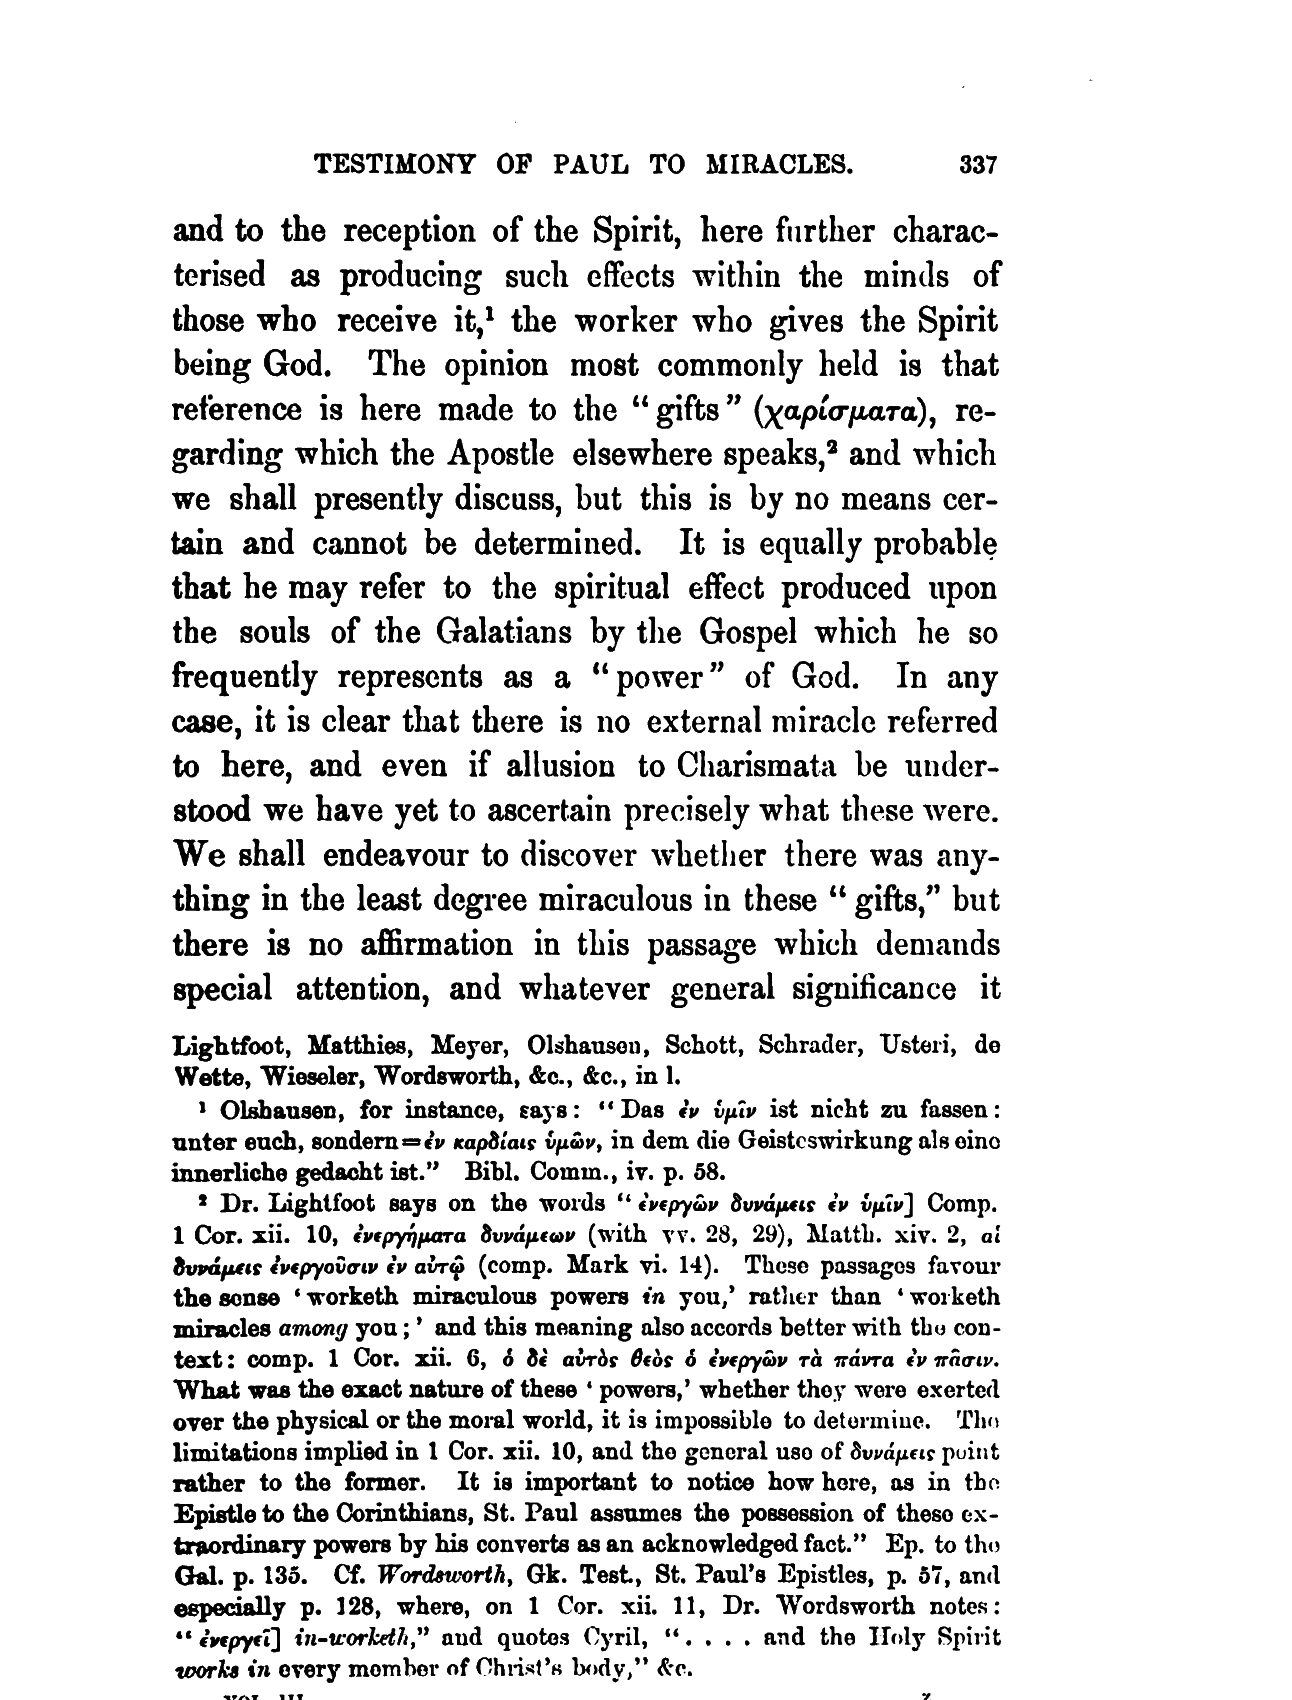 TESTIMONY OF PAUL TO MIRACLES. 337
and to the reception of the Spirit, here further charac-
terised as producing such effects within the minds of
those who receive it,¹ the worker who gives the Spirit
being God. The opinion most commonly held is that
reference is here made to the “gifts” (χαρίσματα), re-
garding which the Apostle elsewhere speaks,² and which
we shall presently discuss, but this is by no means cer-
tain and cannot be determined. It is equally probable
that he may refer to the spiritual effect produced upon
the souls of the Galatians by the Gospel which he so
frequently represents as a “power” of God. In any
case, it is clear that there is no external miracle referred
to here, and even if allusion to Charismata be under-
stood we have yet to ascertain precisely what these were.
We shall endeavour to discover whether there was any-
thing in the least degree miraculous in these “gifts,” but
there is no affirmation in this passage which demands
special attention, and whatever general significance it
Lightfoot, Matthies, Meyer, Olshausen, Schott, Schrader, Usteri, de
Wette, Wieseler, Wordsworth, &c., &c., in l.
¹ Olshausen, for instance, says: “Das ἐν ὑμῖν ist nicht zu fassen:
unter euch, sondern=ἐν καρδίαις ὑμῶν, in dem die Geisteswirkung als eine
innerliche gedacht ist.” Bibl. Comm., iv. p. 58.
² Dr. Lightfoot says on the words “ἐνεργῶν δυνάμεις ἐν ὑμῖν] Comp.
1 Cor. xii. 10, ἐνεργήματα δυνάμεων (with vv. 28, 29), Matth. xiv. 2, αἱ
δυνάμεις ἐνεργοῦσιν ἐν αὐτῷ (comp. Mark vi. 14). These passages favour
the sense ‘worketh miraculous powers in you,’ rather than ‘worketh
miracles among you;’ and this meaning also accords better with the con-
text: comp. 1 Cor. xii. 6, ὁ δὲ αὐτὸς θεὸς ὁ ἐνεργῶν τὰ πάντα ἐν πᾶσιν.
What was the exact nature of these ‘powers,’ whether they were exerted
over the physical or the moral world, it is impossible to determine. The
limitations implied in 1 Cor. xii. 10, and the general use of δυνάμεις point
rather to the former. It is important to notice how here, as in the
Epistle to the Corinthians, St. Paul assumes the possession of these ex-
traordinary powers by his converts as an acknowledged fact.” Ep. to the
Gal. p. 135. Cf. Wordsworth, Gk. Test., St. Paul’s Epistles, p. 57, and
especially p. 128, where, on 1 Cor. xii. 11, Dr. Wordsworth notes:
“ἐνεργεῖ] in-worketh,” and quotes Cyril, “. . . . and the Holy Spirit
works in every member of Christ’s body,” &c.
VOL. III. z